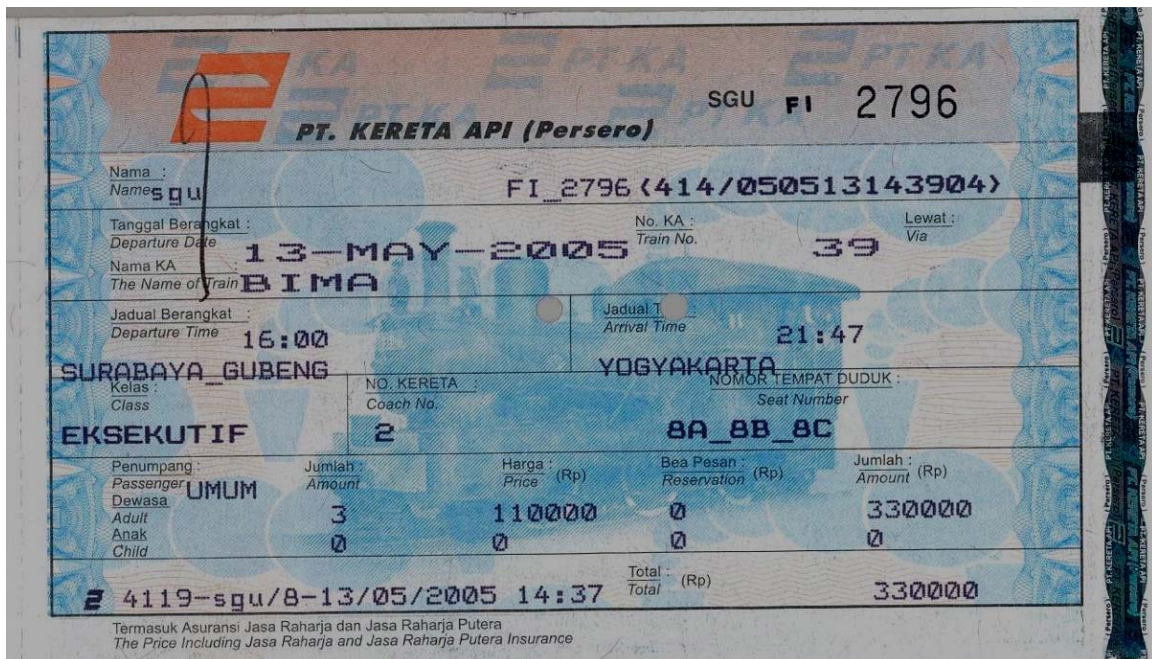 SGU FI 2796
PT. KERETA API (Persero)
Nama :
Name sgu FI_2796(414/050513143904)
Tanggal Berangkat :
Departure Date 13-MAY-2005
No. KA :
Train No. 39
Lewat :
Via
Nama KA :
The Name of Train BIMA
Jadual Berangkat :
Departure Time 16:00
SURABAYA_GUBENG
Jadual
Arrival Time 21:47
YOGYAKARTA
Kelas :
Class
EKSEKUTIF
NO. KERETA :
Coach No.
2
NOMOR TEMPAT DUDUK :
Seat Number
8A_8B_8C
Penumpang : Jumlah : Harga : (Rp) Bea Pesan : (Rp) Jumlah : (Rp)
Passenger UMUM Amount Price Reservation Amount
Dewasa
Adult 3 110000 0 330000
Anak
Child 0 0 0 0
2 4119-sgu/8-13/05/2005 14:37
Total : (Rp)
Total 330000
Termasuk Asuransi Jasa Raharja dan Jasa Raharja Putera
The Price Including Jasa Raharja and Jasa Raharja Putera Insurance